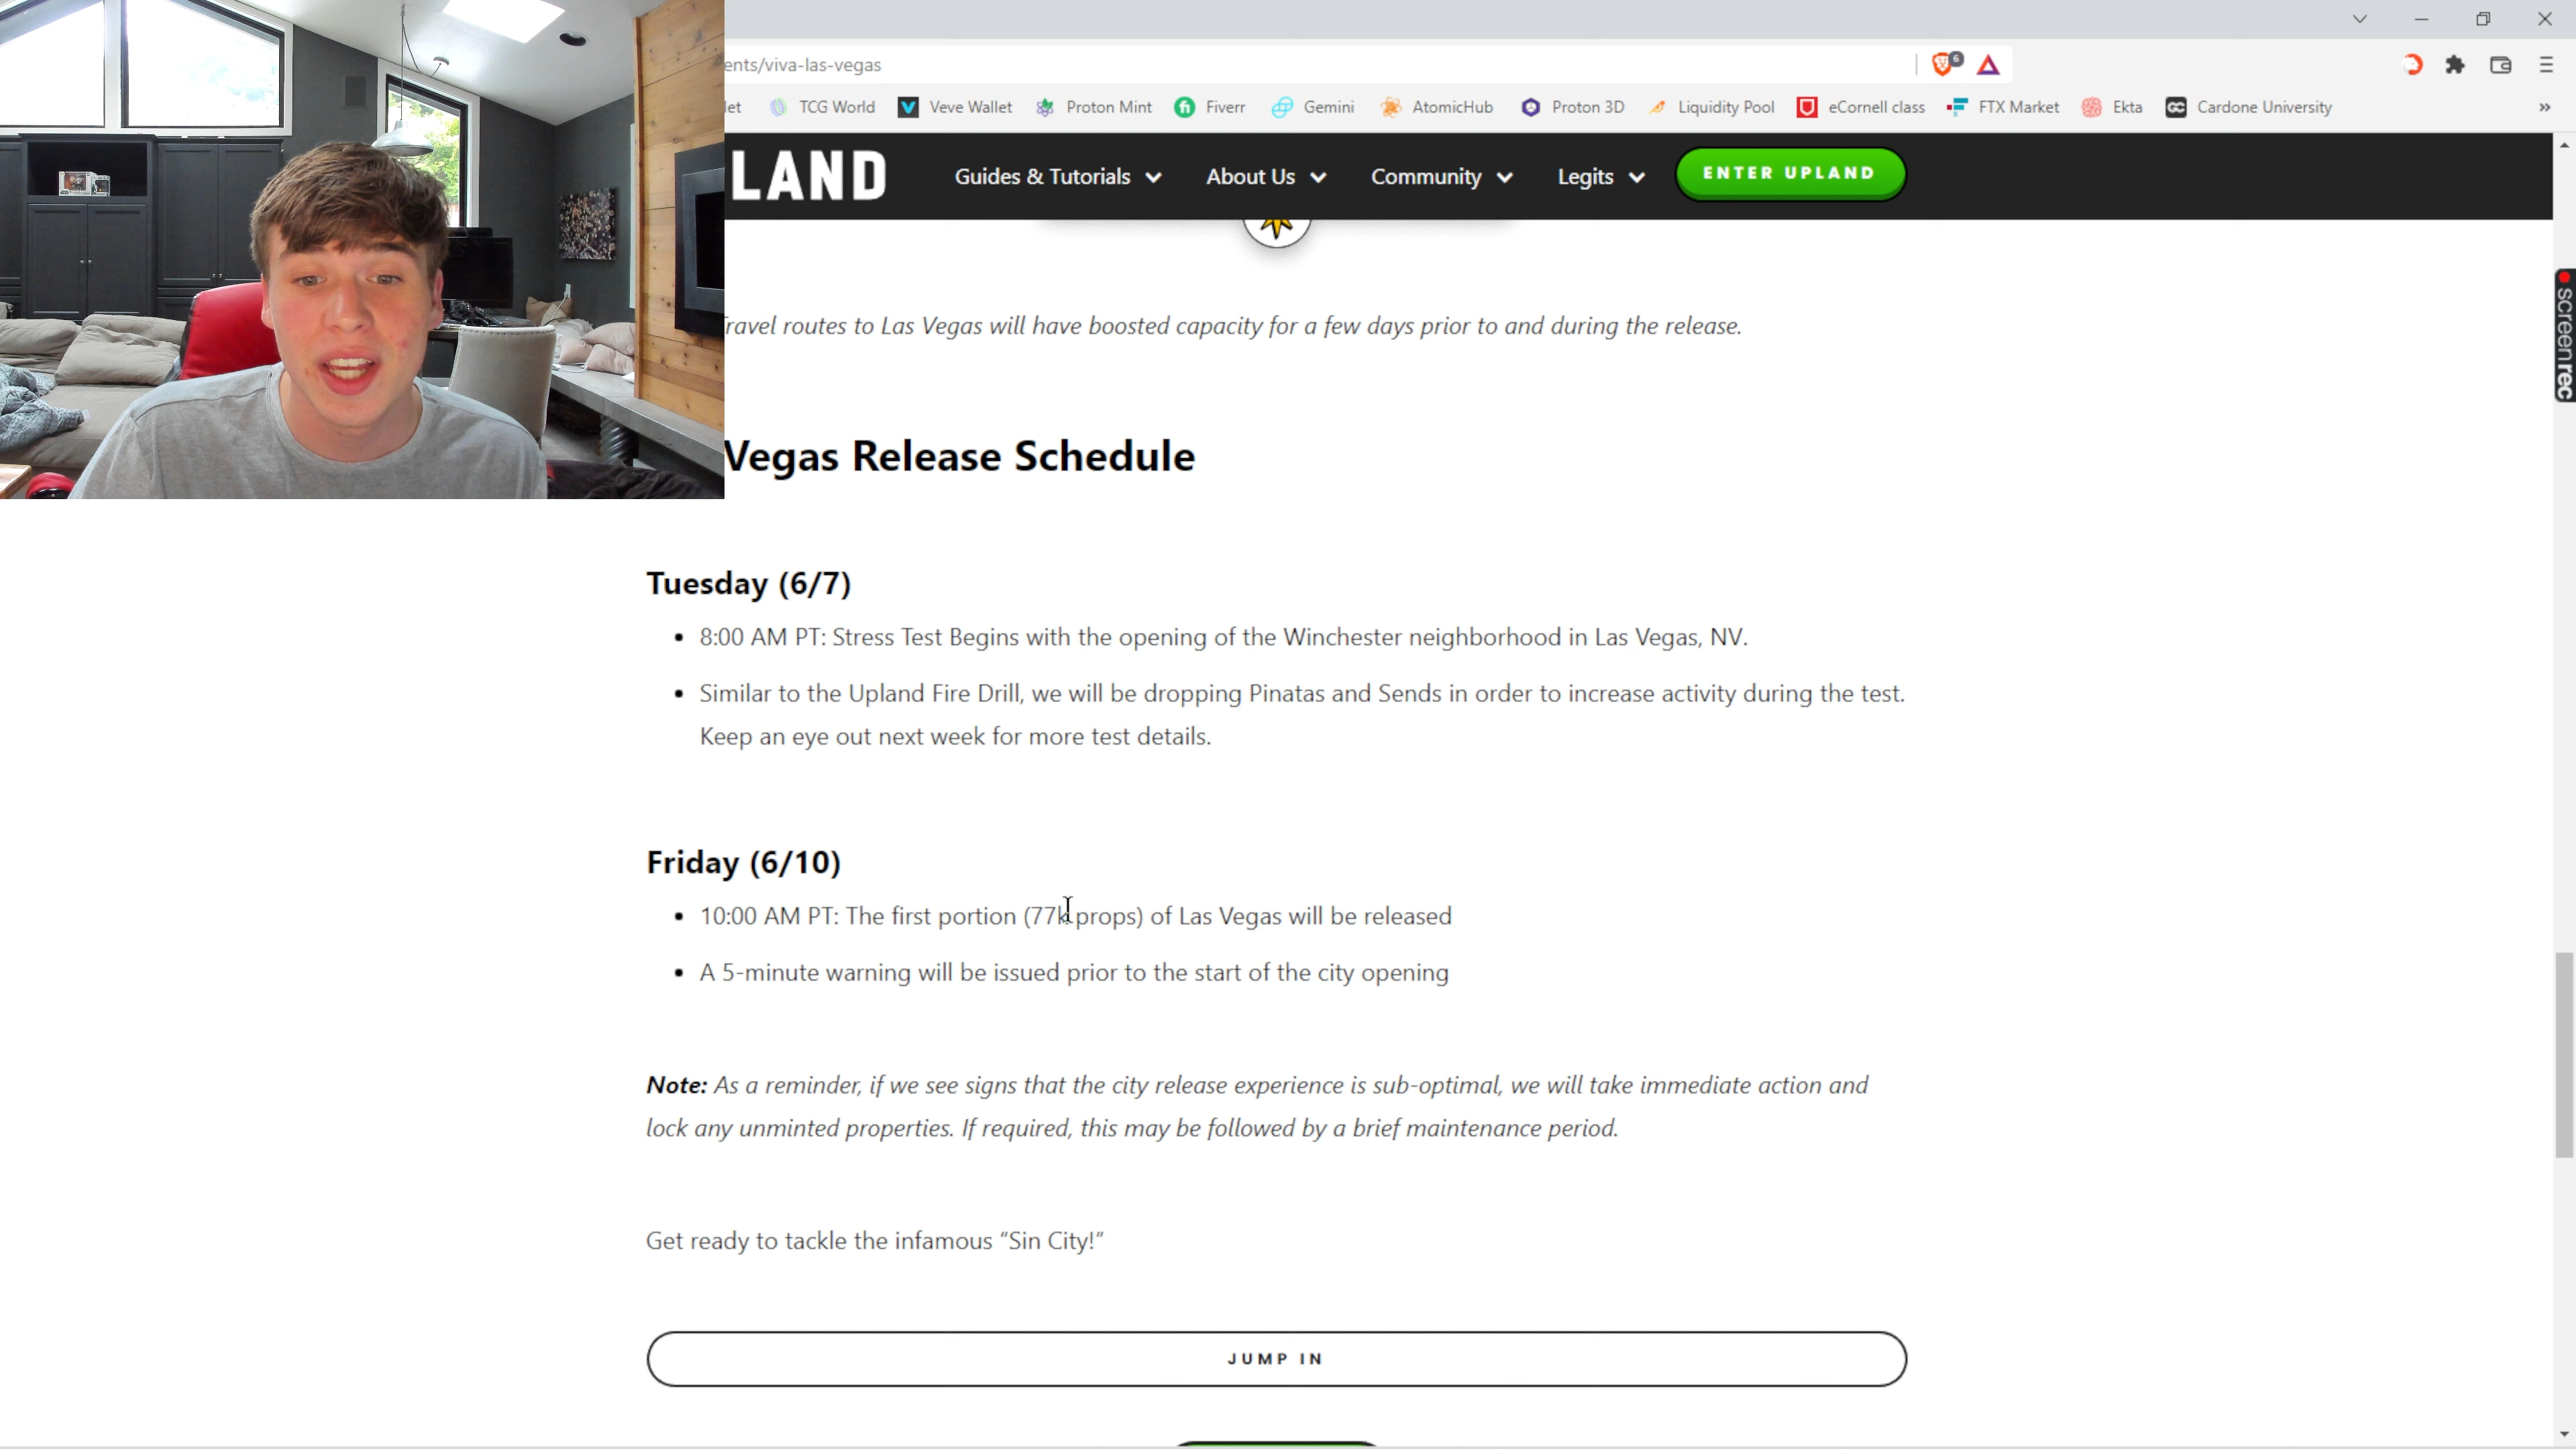 ents/viva-las-vegas
6
let TCG World Veve Wallet Proton Mint Fiverr Gemini AtomicHub Proton 3D Liquidity Pool eCornell class FTX Market Ekta Cardone University »
LAND Guides & Tutorials About Us Community Legits ENTER UPLAND
ravel routes to Las Vegas will have boosted capacity for a few days prior to and during the release.
screenrec
Vegas Release Schedule
Tuesday (6/7)
• 8:00 AM PT: Stress Test Begins with the opening of the Winchester neighborhood in Las Vegas, NV.
• Similar to the Upland Fire Drill, we will be dropping Pinatas and Sends in order to increase activity during the test.
Keep an eye out next week for more test details.
Friday (6/10)
• 10:00 AM PT: The first portion (77k props) of Las Vegas will be released
• A 5-minute warning will be issued prior to the start of the city opening
Note: As a reminder, if we see signs that the city release experience is sub-optimal, we will take immediate action and
lock any unminted properties. If required, this may be followed by a brief maintenance period.
Get ready to tackle the infamous “Sin City!”
JUMP IN